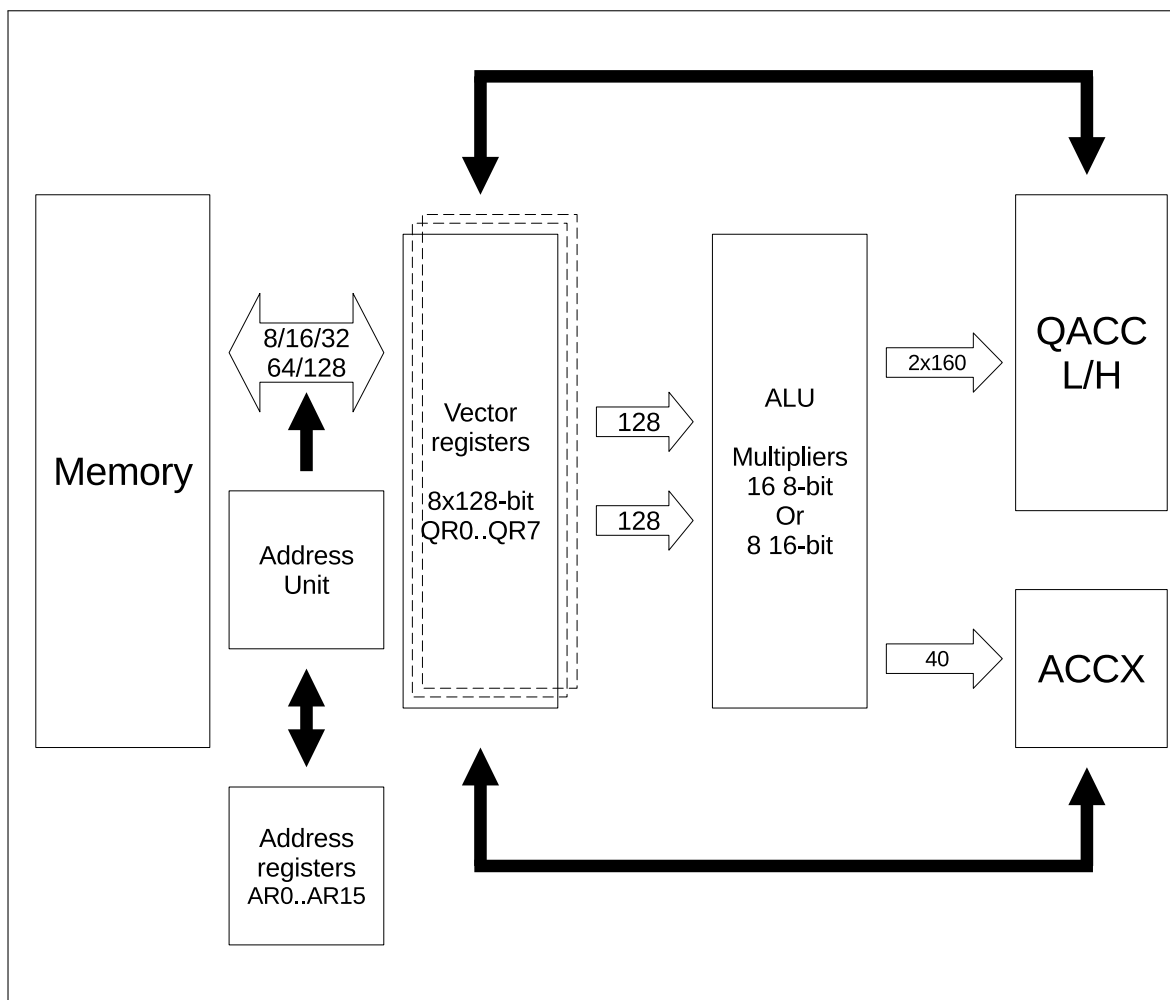 Memory
8/16/32
64/128
Address
Unit
Address
registers
AR0..AR15
Vector
registers
8x128-bit
QR0..QR7
128
128
ALU
Multipliers
16 8-bit
Or
8 16-bit
2x160
40
QACC
L/H
ACCX